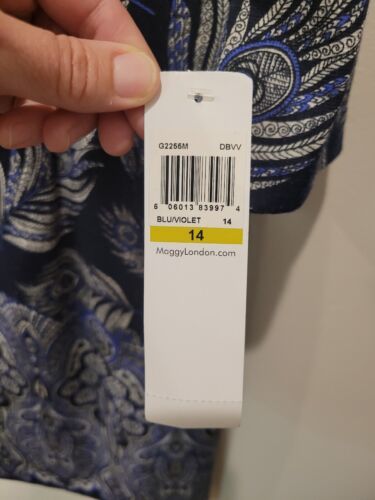 G2256M DBVV
6 06013 83997 4
BLU/VIOLET 14
14
MaggyLondon.com